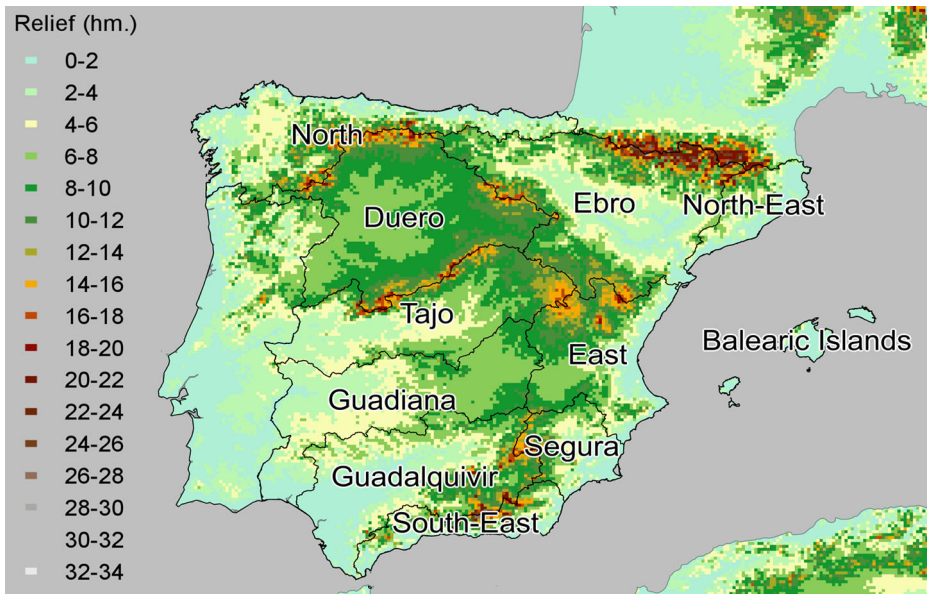 Relief (hm.)
0-2
2-4
4-6
6-8
8-10
10-12
12-14
14-16
16-18
18-20
20-22
22-24
24-26
26-28
28-30
30-32
32-34
North
Duero
Ebro
North-East
Tajo
East
Balearic Islands
Guadiana
Segura
Guadalquivir
South-East